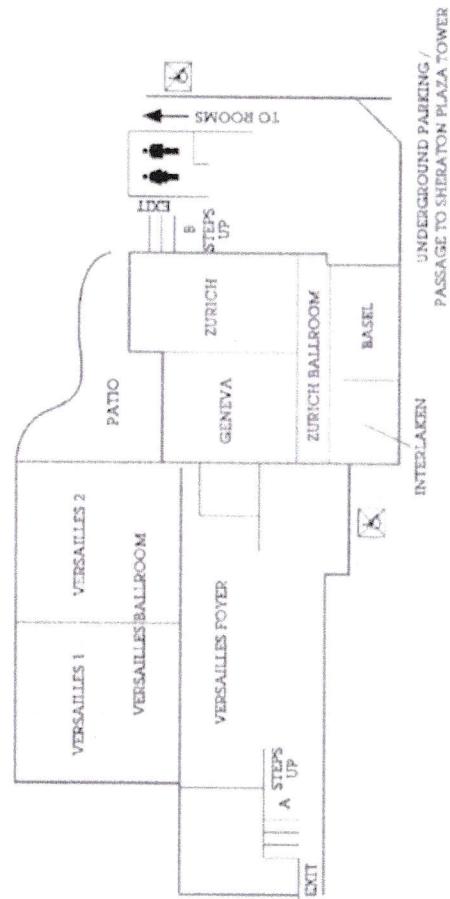 VERSAILLES 1
VERSAILLES 2
VERSAILLES BALLROOM
PATIO
VERSAILLES FOYER
GENEVA
ZURICH
ZURICH BALLROOM
BASEL
INTERLAKEN
EXIT
A
STEPS
UP
EXIT
B
STEPS
UP
TO ROOMS
UNDERGROUND PARKING /
PASSAGE TO SHERATON PLAZA TOWER